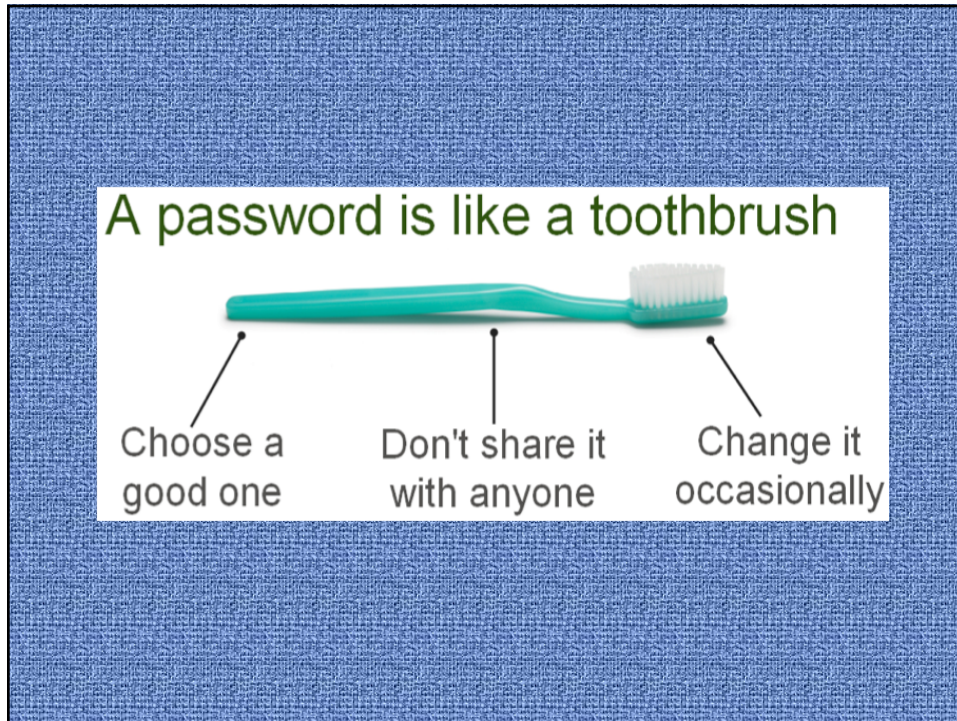 A password is like a toothbrush
Choose a
good one
Don't share it
with anyone
Change it
occasionally